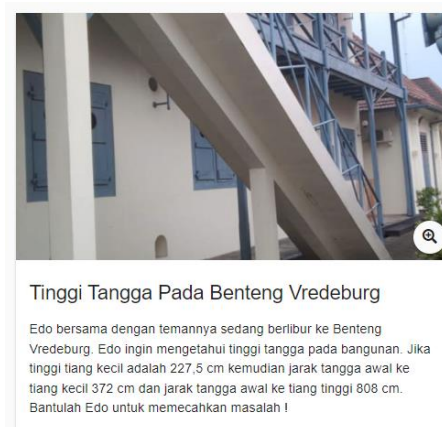 Tinggi Tangga Pada Benteng Vredeburg
Edo bersama dengan temannya sedang berlibur ke Benteng
Vredeburg. Edo ingin mengetahui tinggi tangga pada bangunan. Jika
tinggi tiang kecil adalah 227,5 cm kemudian jarak tangga awal ke
tiang kecil 372 cm dan jarak tangga awal ke tiang tinggi 808 cm.
Bantulah Edo untuk memecahkan masalah !